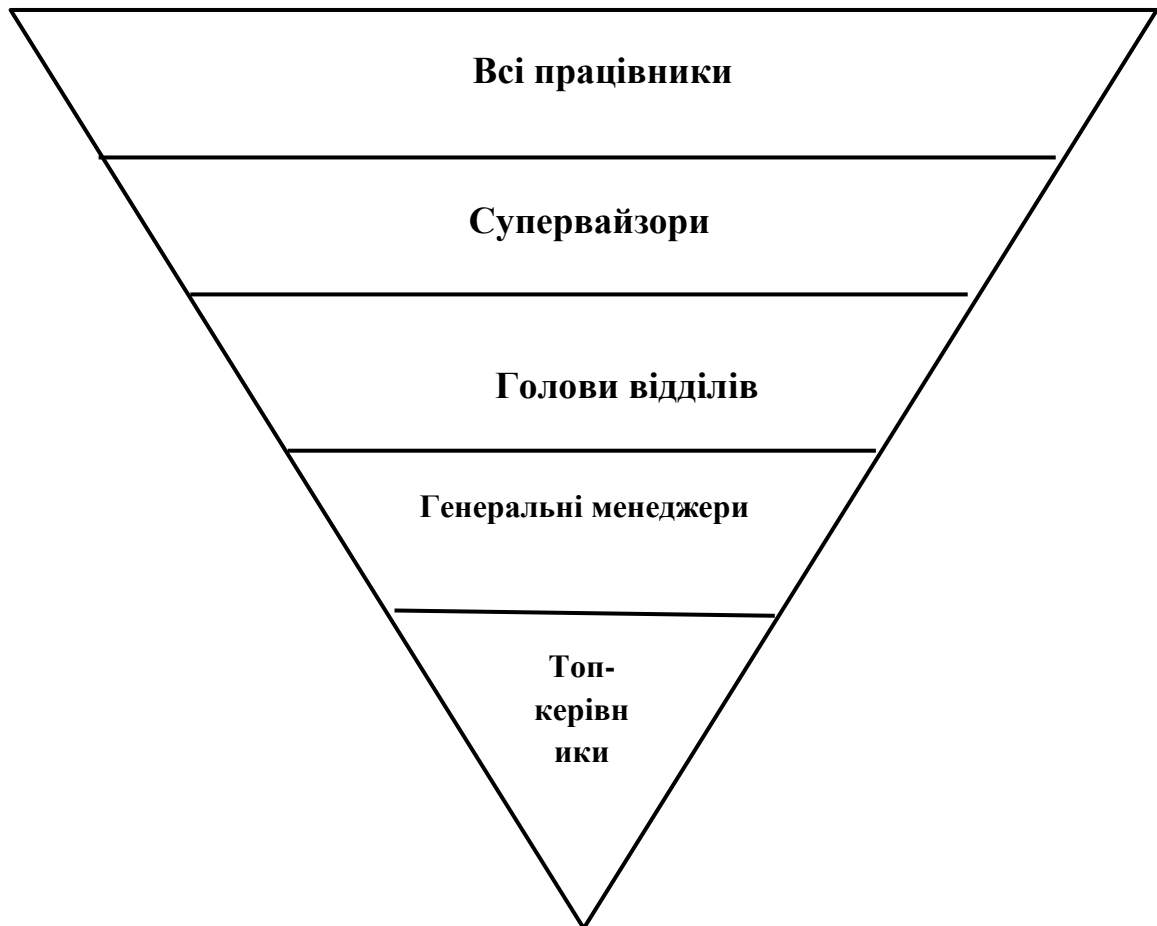 Всі працівники
Супервайзори
Голови відділів
Генеральні менеджери
Топ-
керівн
ики